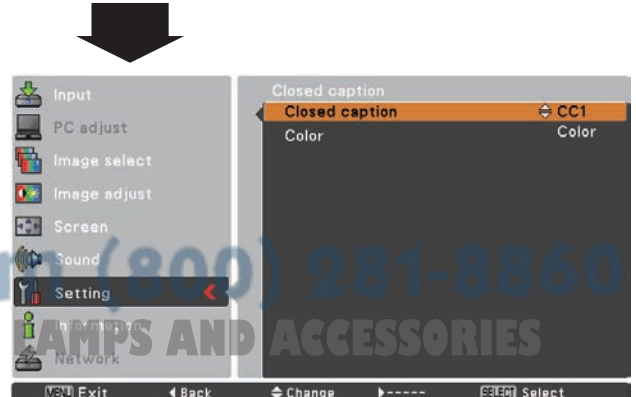 Input
PC adjust
Image select
Image adjust
Screen
Sound
Setting
Information
Network
Closed caption
Closed caption CC1
Color Color
m (800) 281-8860
LAMPS AND ACCESSORIES
MENU Exit Back Change ----- SELECT Select